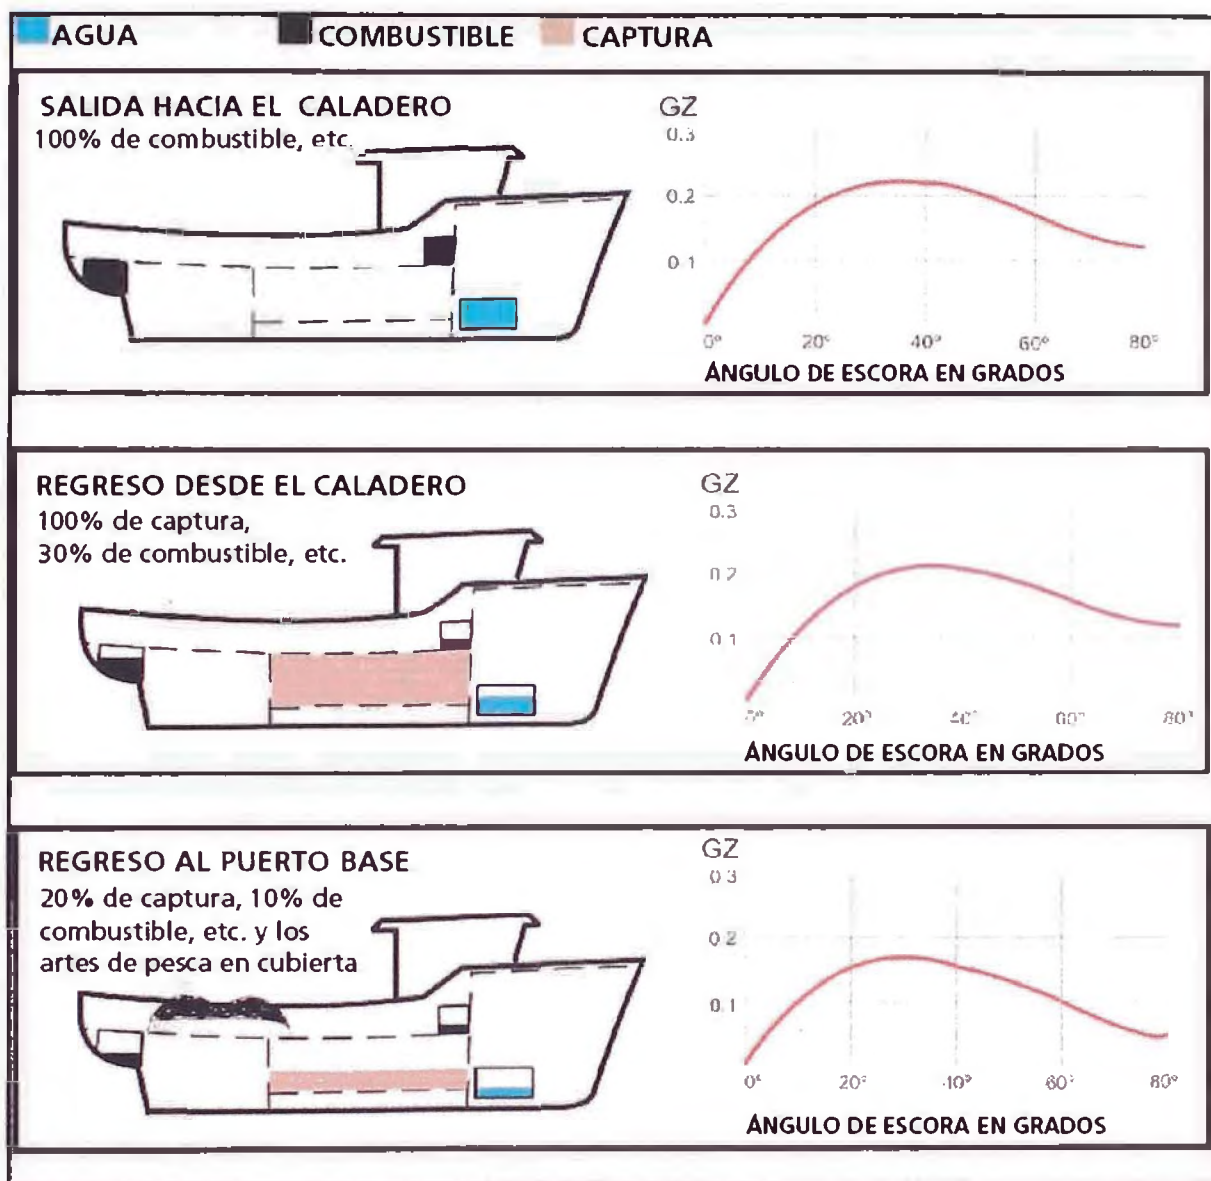 AGUA COMBUSTIBLE CAPTURA
SALIDA HACIA EL CALADERO
100% de combustible, etc.
GZ
0.3
0.2
0.1
0° 20° 40° 60° 80°
ÁNGULO DE ESCORA EN GRADOS
REGRESO DESDE EL CALADERO
100% de captura,
30% de combustible, etc.
GZ
0.3
0.2
0.1
0° 20° 40° 60° 80°
ÁNGULO DE ESCORA EN GRADOS
REGRESO AL PUERTO BASE
20% de captura, 10% de
combustible, etc. y los
artes de pesca en cubierta
GZ
0.3
0.2
0.1
0° 20° 40° 60° 80°
ÁNGULO DE ESCORA EN GRADOS